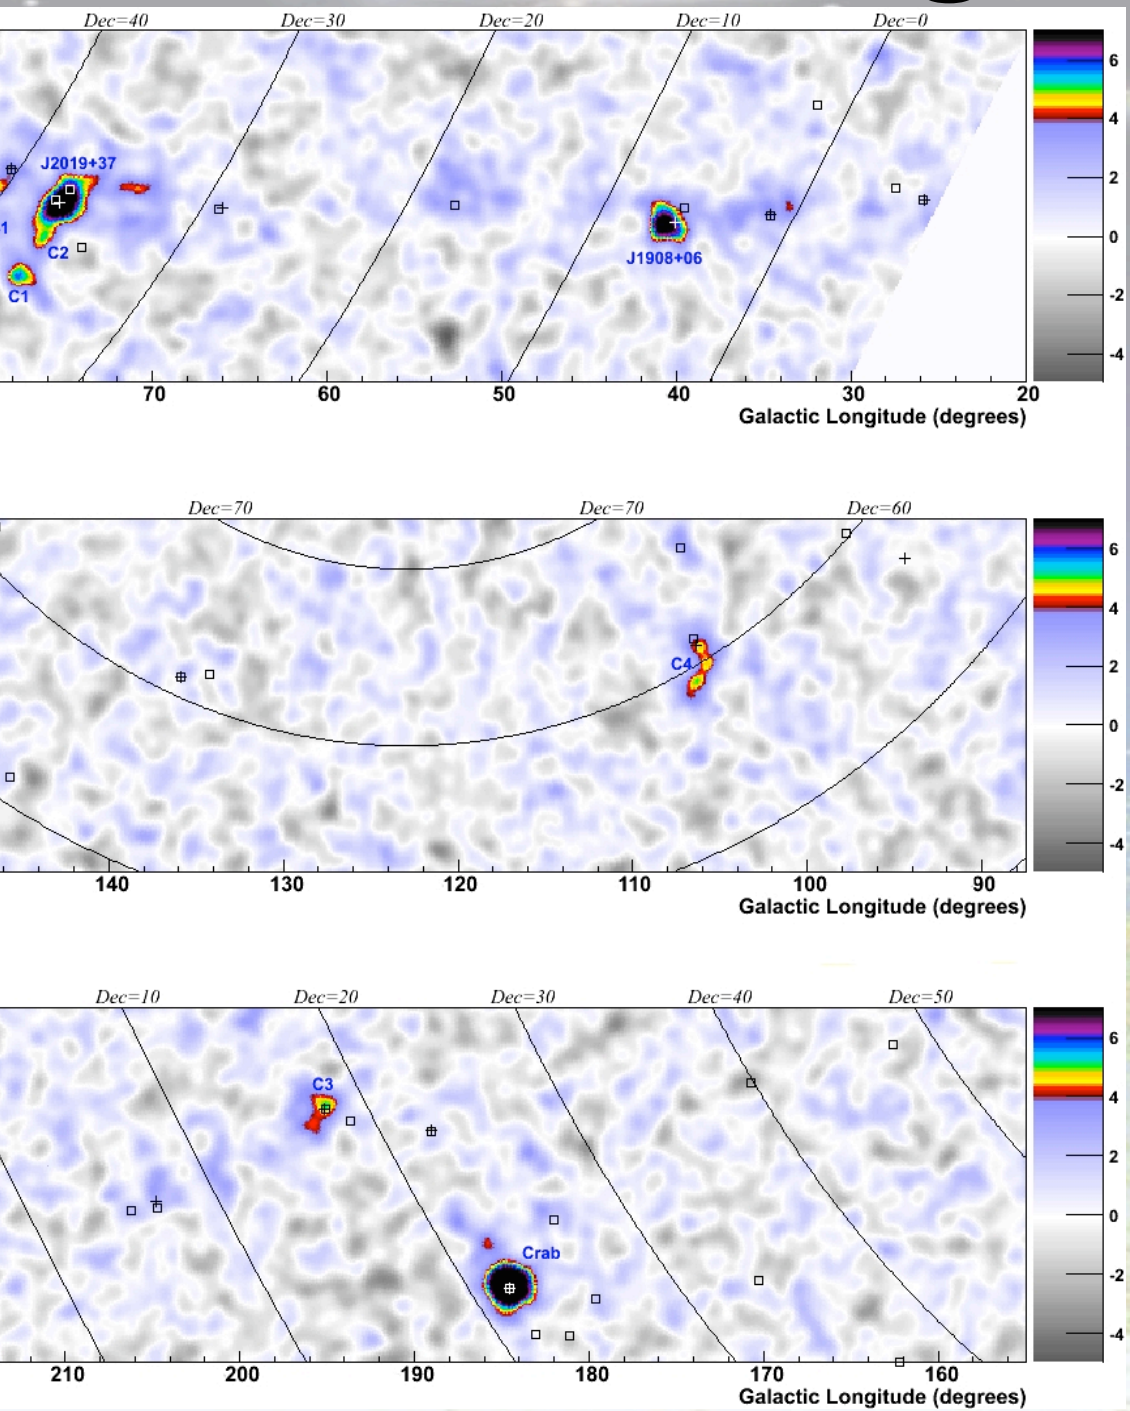 Dec=40 Dec=30 Dec=20 Dec=10 Dec=0
6
J2019+37
4
2
1
C2
0
J1908+06
C1
-2
-4
70 60 50 40 30 20
Galactic Longitude (degrees)
Dec=70 Dec=70 Dec=60
6
4
C4
2
0
-2
-4
140 130 120 110 100 90
Galactic Longitude (degrees)
Dec=10 Dec=20 Dec=30 Dec=40 Dec=50
6
C3
4
2
0
Crab
-2
-4
210 200 190 180 170 160
Galactic Longitude (degrees)